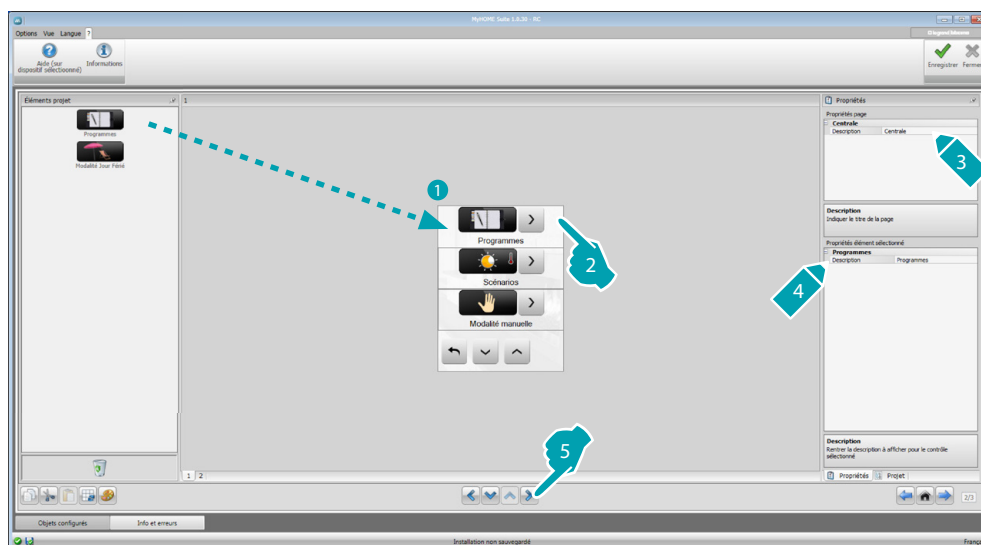 MyHOME Suite 1.0.30 - RC
Options Vue Langue ?
Aide (sur
dispositif sélectionné)
Informations
Enregistrer
Fermer
Éléments projet
1
Programmes
Modalité Jour Férié
1
Programmes
Scénarios
Modalité manuelle
2
Propriétés
Propriétés page
Centrale
Description Centrale
3
Description
Indiquer le titre de la page
Propriétés élément sélectionné
Programmes
Description Programmes
4
Description
Rentrer la description à afficher pour le contrôle
sélectionné
5
1 2
Propriétés Projet
2/3
Objets configurés Info et erreurs
Installation non sauvegardé
França